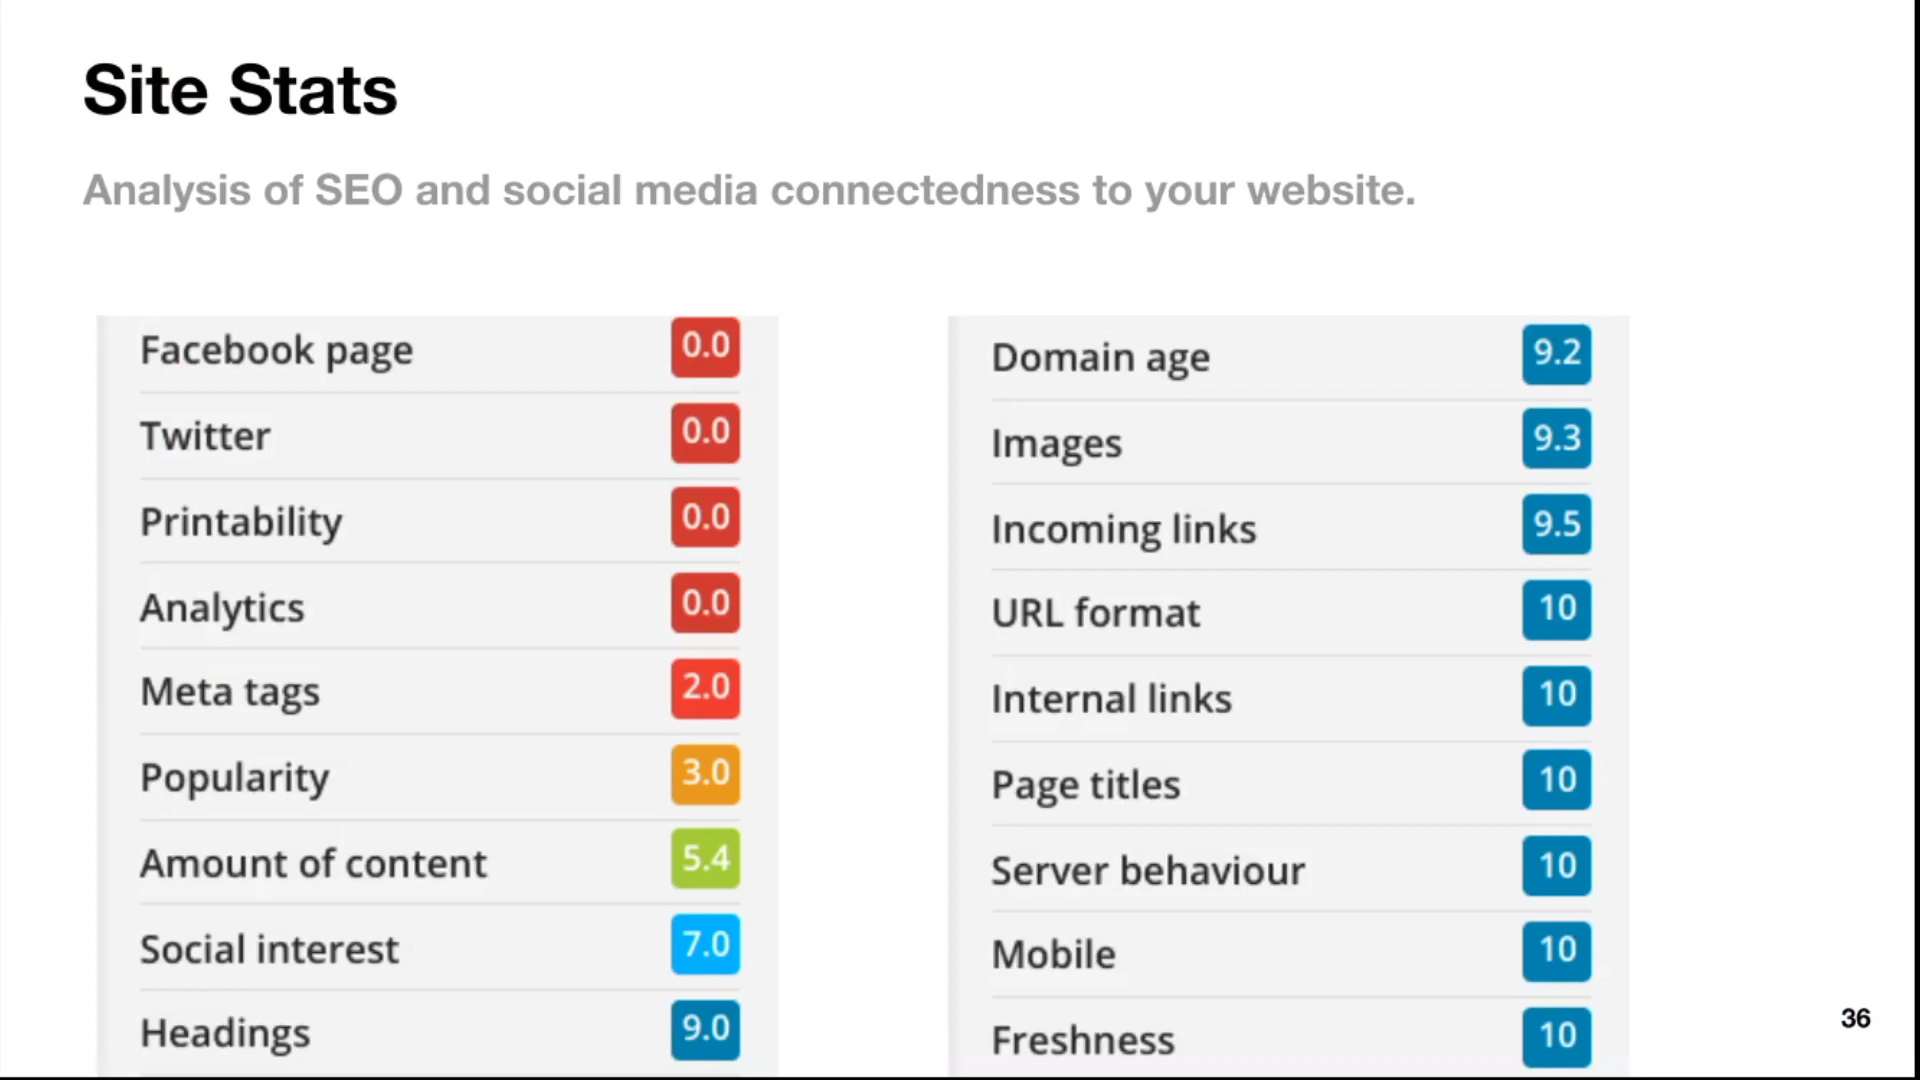 Site Stats
Analysis of SEO and social media connectedness to your website.
Facebook page 0.0
Twitter 0.0
Printability 0.0
Analytics 0.0
Meta tags 2.0
Popularity 3.0
Amount of content 5.4
Social interest 7.0
Headings 9.0
Domain age 9.2
Images 9.3
Incoming links 9.5
URL format 10
Internal links 10
Page titles 10
Server behaviour 10
Mobile 10
Freshness 10
36